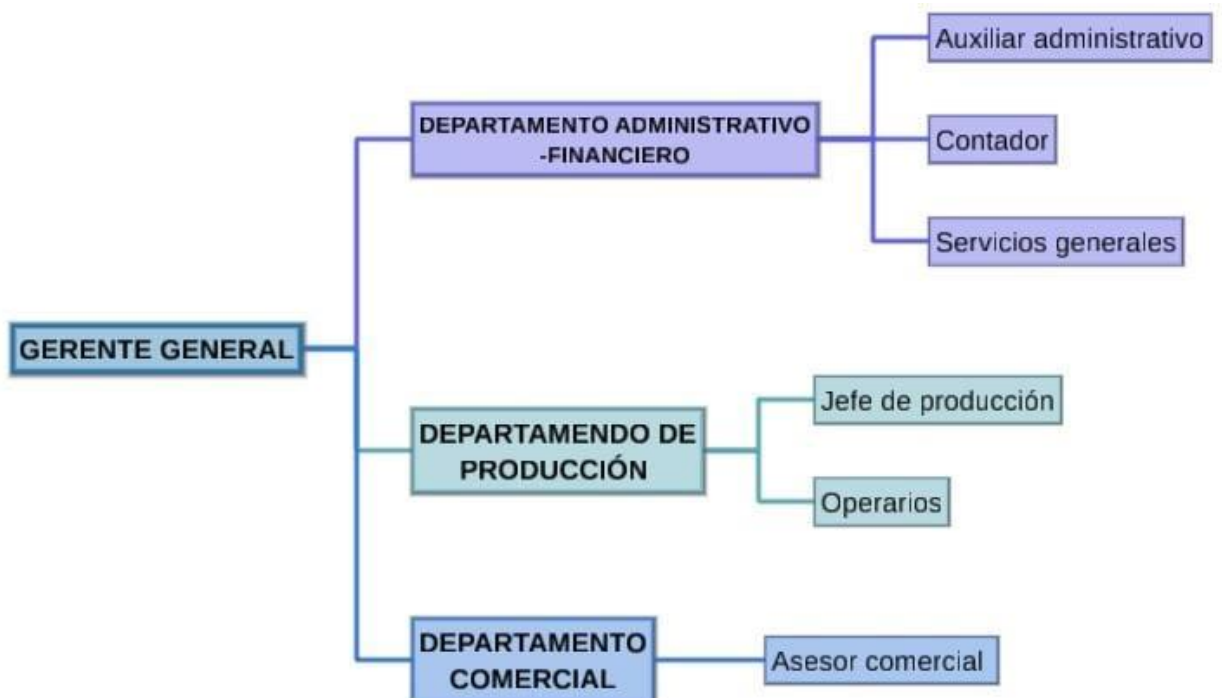 GERENTE GENERAL
DEPARTAMENTO ADMINISTRATIVO
-FINANCIERO
Auxiliar administrativo
Contador
Servicios generales
DEPARTAMENDO DE
PRODUCCIÓN
Jefe de producción
Operarios
DEPARTAMENTO
COMERCIAL
Asesor comercial